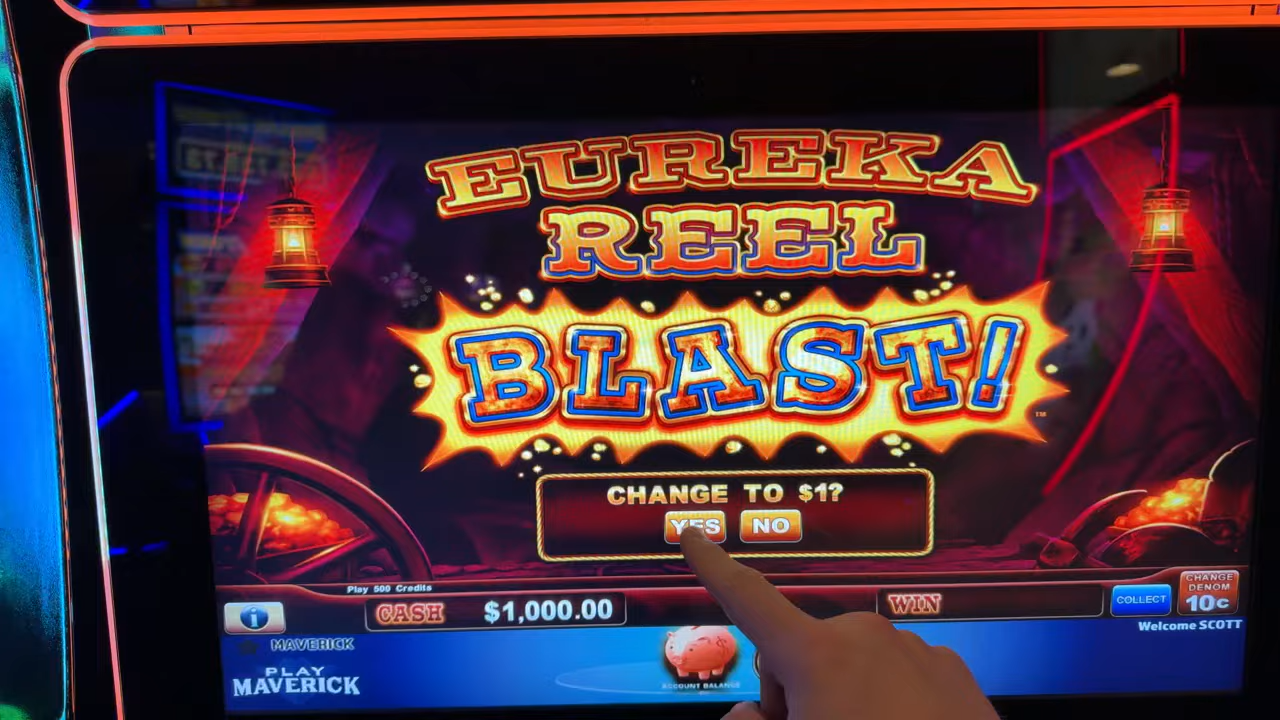 EUREKA
REEL
BLAST!
TM
CHANGE TO $1?
YES NO
Play 500 Credits
CASH $1,000.00
WIN
COLLECT
CHANGE
DENOM
10¢
Welcome SCOTT
i
MAVERICK
PLAY
MAVERICK
ACCOUNT BALANCE